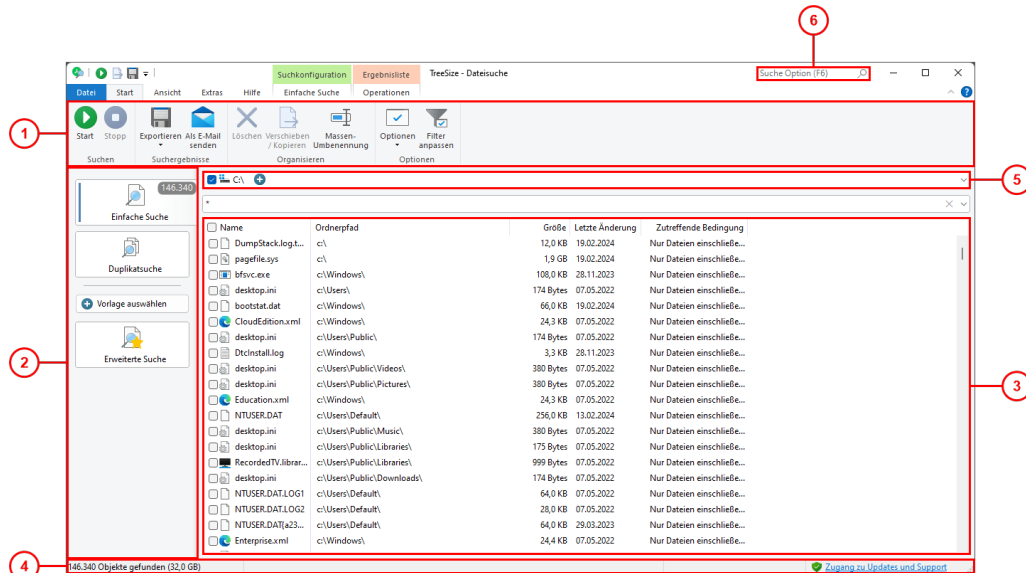 6
Suchkonfiguration Ergebnisliste TreeSize - Dateisuche Suche Option (F6)
Datei Start Ansicht Extras Hilfe Einfache Suche Operationen
1
Start Stopp Exportieren Als E-Mail senden Löschen Verschieben / Kopieren Massen-Umbenennung Optionen Filter anpassen
Suchen Suchergebnisse Organisieren Optionen
C:\
5
146.340
Einfache Suche
*
Duplikatsuche
Vorlage auswählen
Erweiterte Suche
2
Name Ordnerpfad Größe Letzte Änderung Zutreffende Bedingung
DumpStack.log.t... c:\ 12,0 KB 19.02.2024 Nur Dateien einschließe...
pagefile.sys c:\ 1,9 GB 19.02.2024 Nur Dateien einschließe...
bfsvc.exe c:\Windows\ 108,0 KB 28.11.2023 Nur Dateien einschließe...
desktop.ini c:\Users\ 174 Bytes 07.05.2022 Nur Dateien einschließe...
bootstat.dat c:\Windows\ 66,0 KB 19.02.2024 Nur Dateien einschließe...
CloudEdition.xml c:\Windows\ 24,3 KB 07.05.2022 Nur Dateien einschließe...
desktop.ini c:\Users\Public\ 174 Bytes 07.05.2022 Nur Dateien einschließe...
DtcInstall.log c:\Windows\ 3,3 KB 28.11.2023 Nur Dateien einschließe...
desktop.ini c:\Users\Public\Videos\ 380 Bytes 07.05.2022 Nur Dateien einschließe...
desktop.ini c:\Users\Public\Pictures\ 380 Bytes 07.05.2022 Nur Dateien einschließe...
3
Education.xml c:\Windows\ 24,3 KB 07.05.2022 Nur Dateien einschließe...
NTUSER.DAT c:\Users\Default\ 256,0 KB 13.02.2024 Nur Dateien einschließe...
desktop.ini c:\Users\Public\Music\ 380 Bytes 07.05.2022 Nur Dateien einschließe...
desktop.ini c:\Users\Public\Libraries\ 175 Bytes 07.05.2022 Nur Dateien einschließe...
RecordedTV.librar... c:\Users\Public\Libraries\ 999 Bytes 07.05.2022 Nur Dateien einschließe...
desktop.ini c:\Users\Public\Downloads\ 174 Bytes 07.05.2022 Nur Dateien einschließe...
NTUSER.DAT.LOG1 c:\Users\Default\ 64,0 KB 07.05.2022 Nur Dateien einschließe...
NTUSER.DAT.LOG2 c:\Users\Default\ 28,0 KB 07.05.2022 Nur Dateien einschließe...
NTUSER.DAT{a23... c:\Users\Default\ 64,0 KB 29.03.2023 Nur Dateien einschließe...
Enterprise.xml c:\Windows\ 24,4 KB 07.05.2022 Nur Dateien einschließe...
4
146.340 Objekte gefunden (32,0 GB) Zugang zu Updates und Support